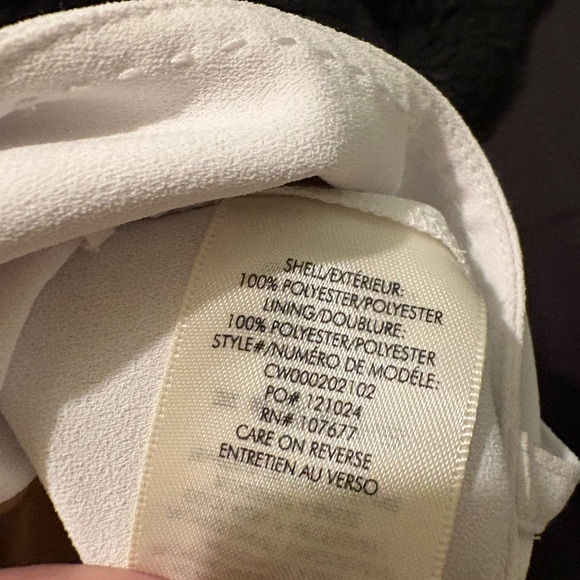 SHELL/EXTÉRIEUR:
100% POLYESTER/POLYESTER
LINING/DOUBLURE:
100% POLYESTER/POLYESTER
STYLE#/NUMÉRO DE MODÈLE:
CW000202102
PO# 121024
RN# 107677
CARE ON REVERSE
ENTRETIEN AU VERSO